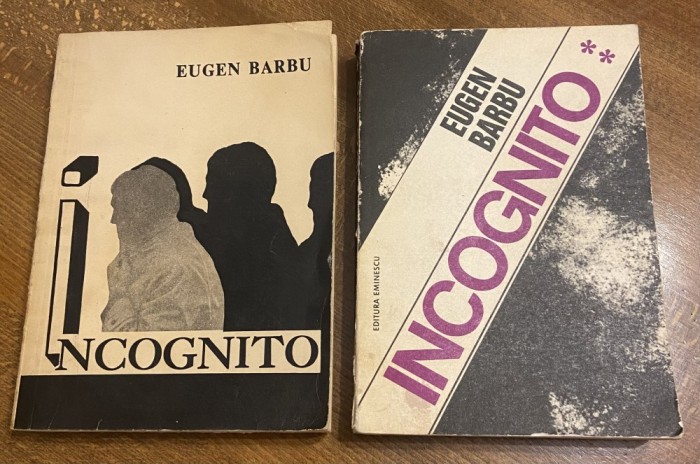 EUGEN BARBU
iNCOGNITO
EUGEN
BARBU
INCOGNITO **
EDITURA EMINESCU